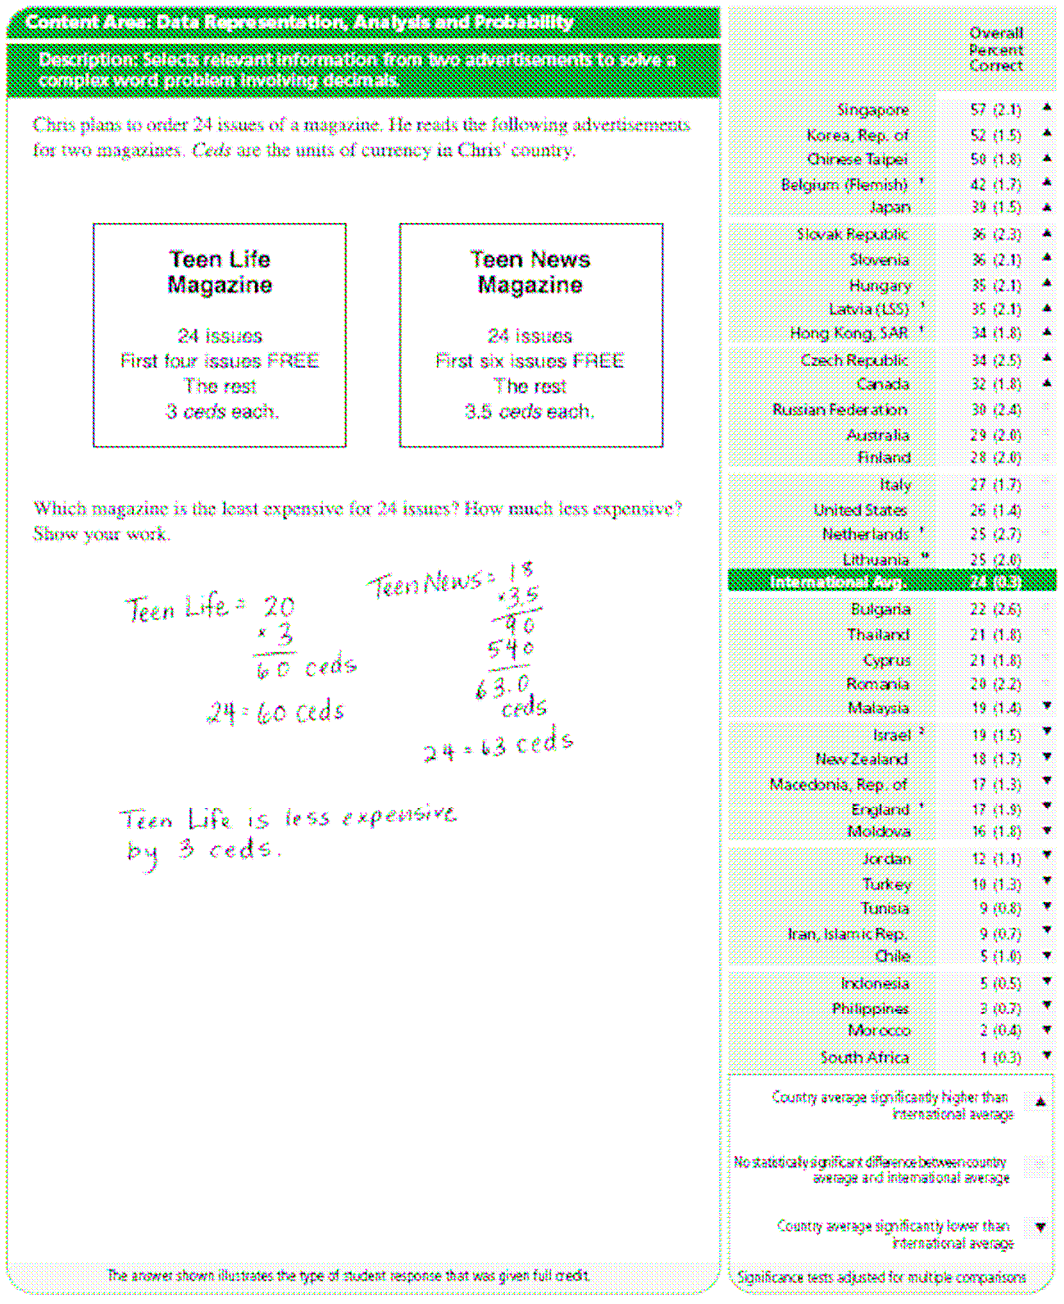 Content Area: Data Representation, Analysis and Probability
Description: Selects relevant information from two advertisements to solve a
complex word problem involving decimals.
Chris plans to order 24 issues of a magazine. He reads the following advertisements
for two magazines. Ceds are the units of currency in Chris' country.
Teen Life
Magazine
24 issues
First four issues FREE
The rest
3 ceds each.
Teen News
Magazine
24 issues
First six issues FREE
The rest
3.5 ceds each.
Which magazine is the least expensive for 24 issues? How much less expensive?
Show your work.
Teen Life = 20
× 3
60 ceds
24 = 60 ceds
Teen News = 18
×3.5
90
540
63.0
ceds
24 = 63 ceds
Teen Life is less expensive
by 3 ceds.
The answer shown illustrates the type of student response that was given full credit.
Overall
Percent
Correct
Singapore 57 (2.1) ▲
Korea, Rep. of 52 (1.5) ▲
Chinese Taipei 50 (1.8) ▲
Belgium (Flemish) † 42 (1.7) ▲
Japan 39 (1.5) ▲
Slovak Republic 36 (2.3) ▲
Slovenia 36 (2.1) ▲
Hungary 35 (2.1) ▲
Latvia (LSS) 35 (2.1) ▲
Hong Kong, SAR † 34 (1.8) ▲
Czech Republic 34 (2.5) ▲
Canada 32 (1.8) ▲
Russian Federation 30 (2.4)
Australia 29 (2.0)
Finland 28 (2.0)
Italy 27 (1.7)
United States 26 (1.4)
Netherlands † 25 (2.7)
Lithuania 25 (2.0)
International Avg. 24 (0.3)
Bulgaria 22 (2.6)
Thailand 21 (1.8)
Cyprus 21 (1.8)
Romania 20 (2.2)
Malaysia 19 (1.4) ▼
Israel 19 (1.5) ▼
New Zealand 18 (1.7) ▼
Macedonia, Rep. of 17 (1.3) ▼
England † 17 (1.9) ▼
Moldova 16 (1.8) ▼
Jordan 12 (1.1) ▼
Turkey 10 (1.3) ▼
Tunisia 9 (0.8) ▼
Iran, Islamic Rep. 9 (0.7) ▼
Chile 5 (1.0) ▼
Indonesia 5 (0.5) ▼
Philippines 3 (0.7) ▼
Morocco 2 (0.4) ▼
South Africa 1 (0.3) ▼
Country average significantly higher than ▲
international average
No statistically significant difference between country
average and international average
Country average significantly lower than ▼
international average
Significance tests adjusted for multiple comparisons